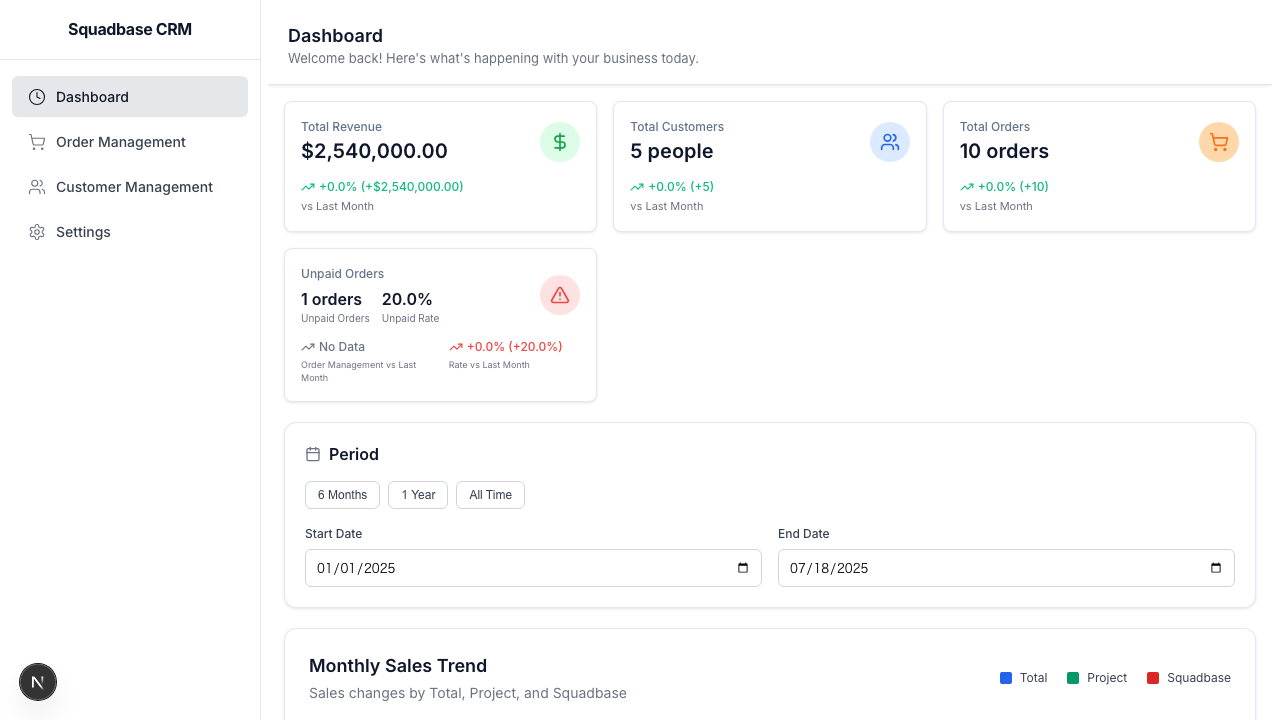 Squadbase CRM
Dashboard
Order Management
Customer Management
Settings
N
Dashboard
Welcome back! Here's what's happening with your business today.
Total Revenue
$2,540,000.00
+0.0% (+$2,540,000.00)
vs Last Month
Total Customers
5 people
+0.0% (+5)
vs Last Month
Total Orders
10 orders
+0.0% (+10)
vs Last Month
Unpaid Orders
1 orders 20.0%
Unpaid Orders Unpaid Rate
No Data +0.0% (+20.0%)
Order Management vs Last Rate vs Last Month
Month
Period
6 Months 1 Year All Time
Start Date End Date
01/01/2025 07/18/2025
Monthly Sales Trend
Sales changes by Total, Project, and Squadbase
Total Project Squadbase